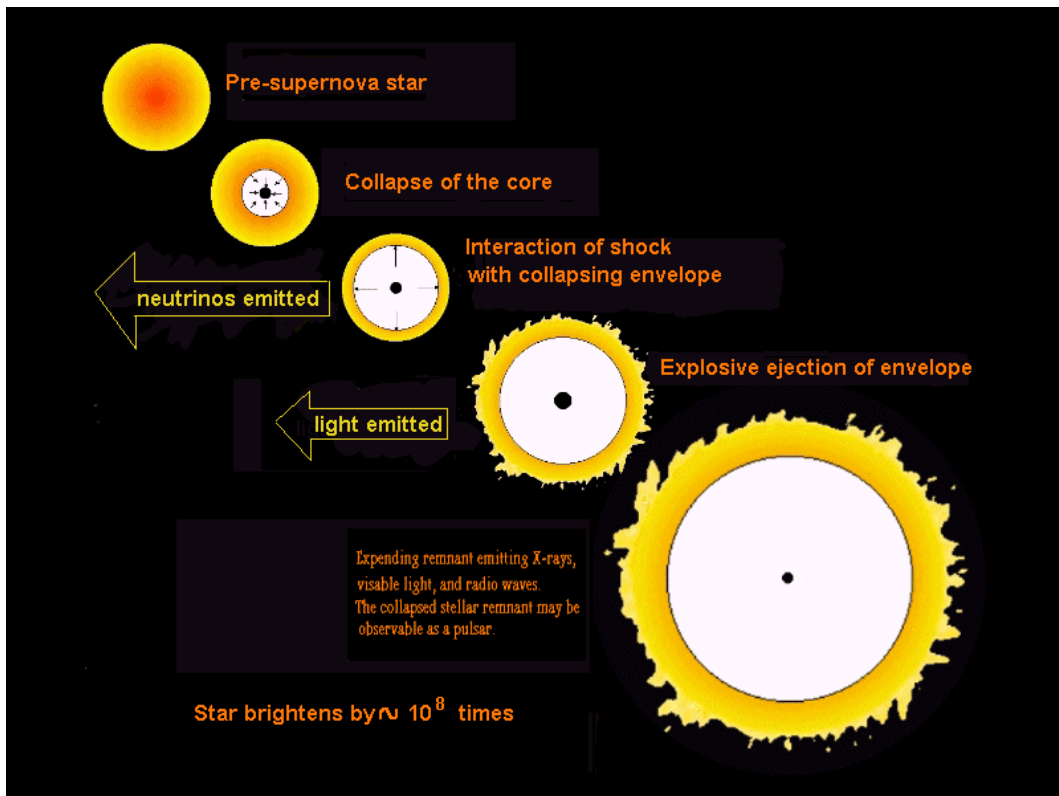 Pre-supernova star
Collapse of the core
Interaction of shock
with collapsing envelope
neutrinos emitted
Explosive ejection of envelope
light emitted
Expending remnant emitting X-rays,
visable light, and radio waves.
The collapsed stellar remnant may be
observable as a pulsar.
Star brightens by ~ 10⁸ times